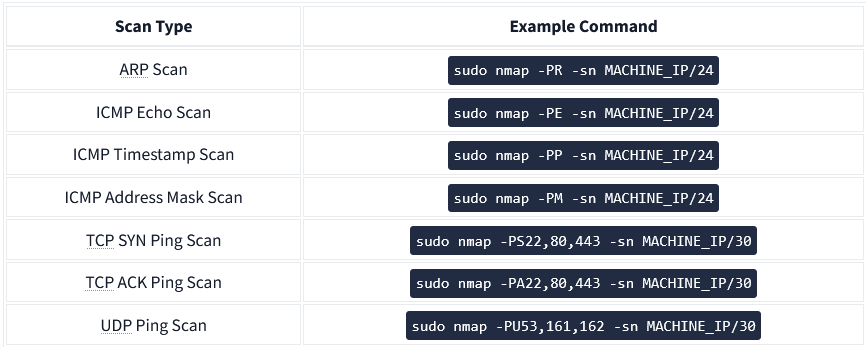 Scan Type Example Command
ARP Scan sudo nmap -PR -sn MACHINE_IP/24
ICMP Echo Scan sudo nmap -PE -sn MACHINE_IP/24
ICMP Timestamp Scan sudo nmap -PP -sn MACHINE_IP/24
ICMP Address Mask Scan sudo nmap -PM -sn MACHINE_IP/24
TCP SYN Ping Scan sudo nmap -PS22,80,443 -sn MACHINE_IP/30
TCP ACK Ping Scan sudo nmap -PA22,80,443 -sn MACHINE_IP/30
UDP Ping Scan sudo nmap -PU53,161,162 -sn MACHINE_IP/30